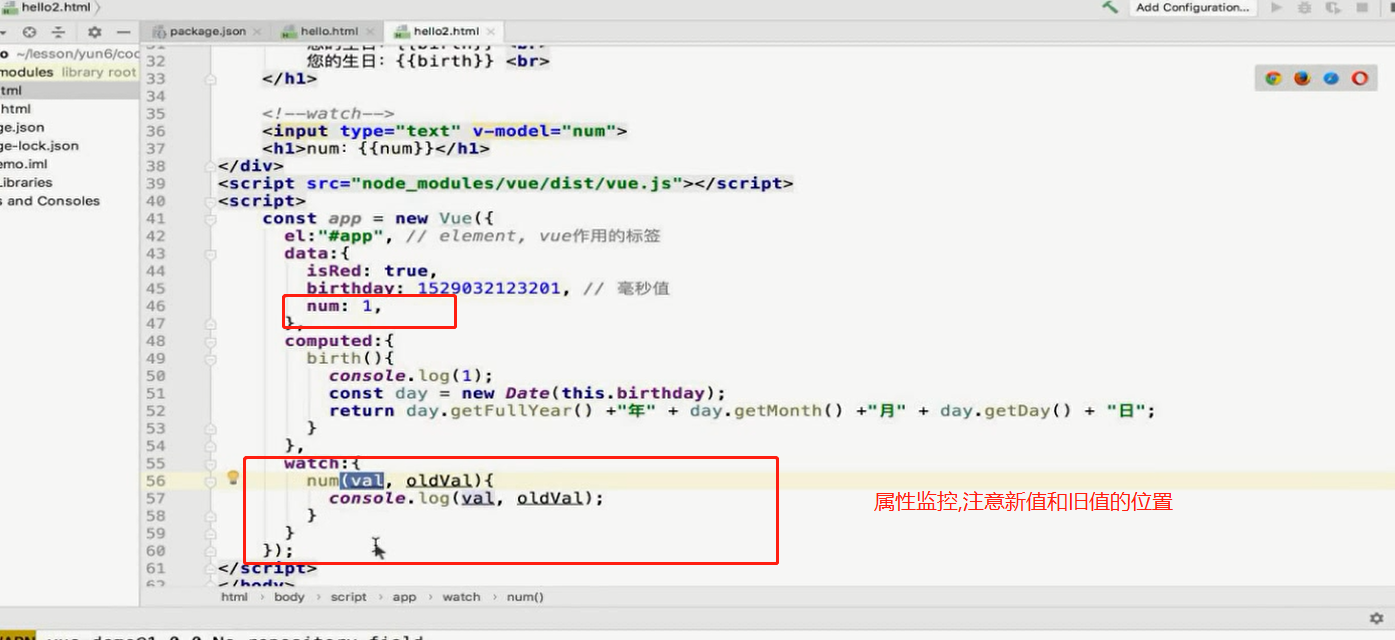 hello2.html
Add Configuration...
package.json
hello.html
hello2.html
~/lesson/yun6/
modules library root
tml
html
ge.json
ge-lock.json
emo.iml
Libraries
s and Consoles
32 您的生日：{{birth}} <br>
33 </h1>
34
35 <!--watch-->
36 <input type="text" v-model="num">
37 <h1>num：{{num}}</h1>
38 </div>
39 <script src="node_modules/vue/dist/vue.js"></script>
40 <script>
41 const app = new Vue({
42 el:"#app", // element, vue作用的标签
43 data:{
44 isRed: true,
45 birthday: 1529032123201, // 毫秒值
46 num: 1,
47 },
48 computed:{
49 birth(){
50 console.log(1);
51 const day = new Date(this.birthday);
52 return day.getFullYear() +"年" + day.getMonth() +"月" + day.getDay() + "日";
53 }
54 },
55 watch:{
56 num(val, oldVal){
57 console.log(val, oldVal);
58 }
59 }
60 });
61 </script>
62 </body>
属性监控,注意新值和旧值的位置
html › body › script › app › watch › num()